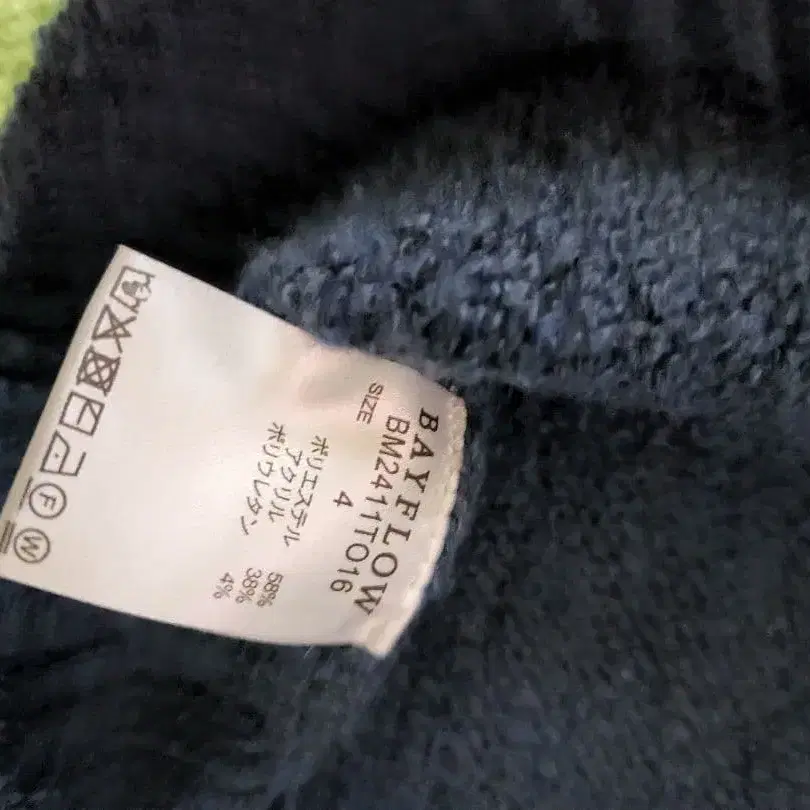 BAYFLOW
BM2411TO16
SIZE 4
ポリエステル 58%
アクリル 38%
ポリウレタン 4%
F
W